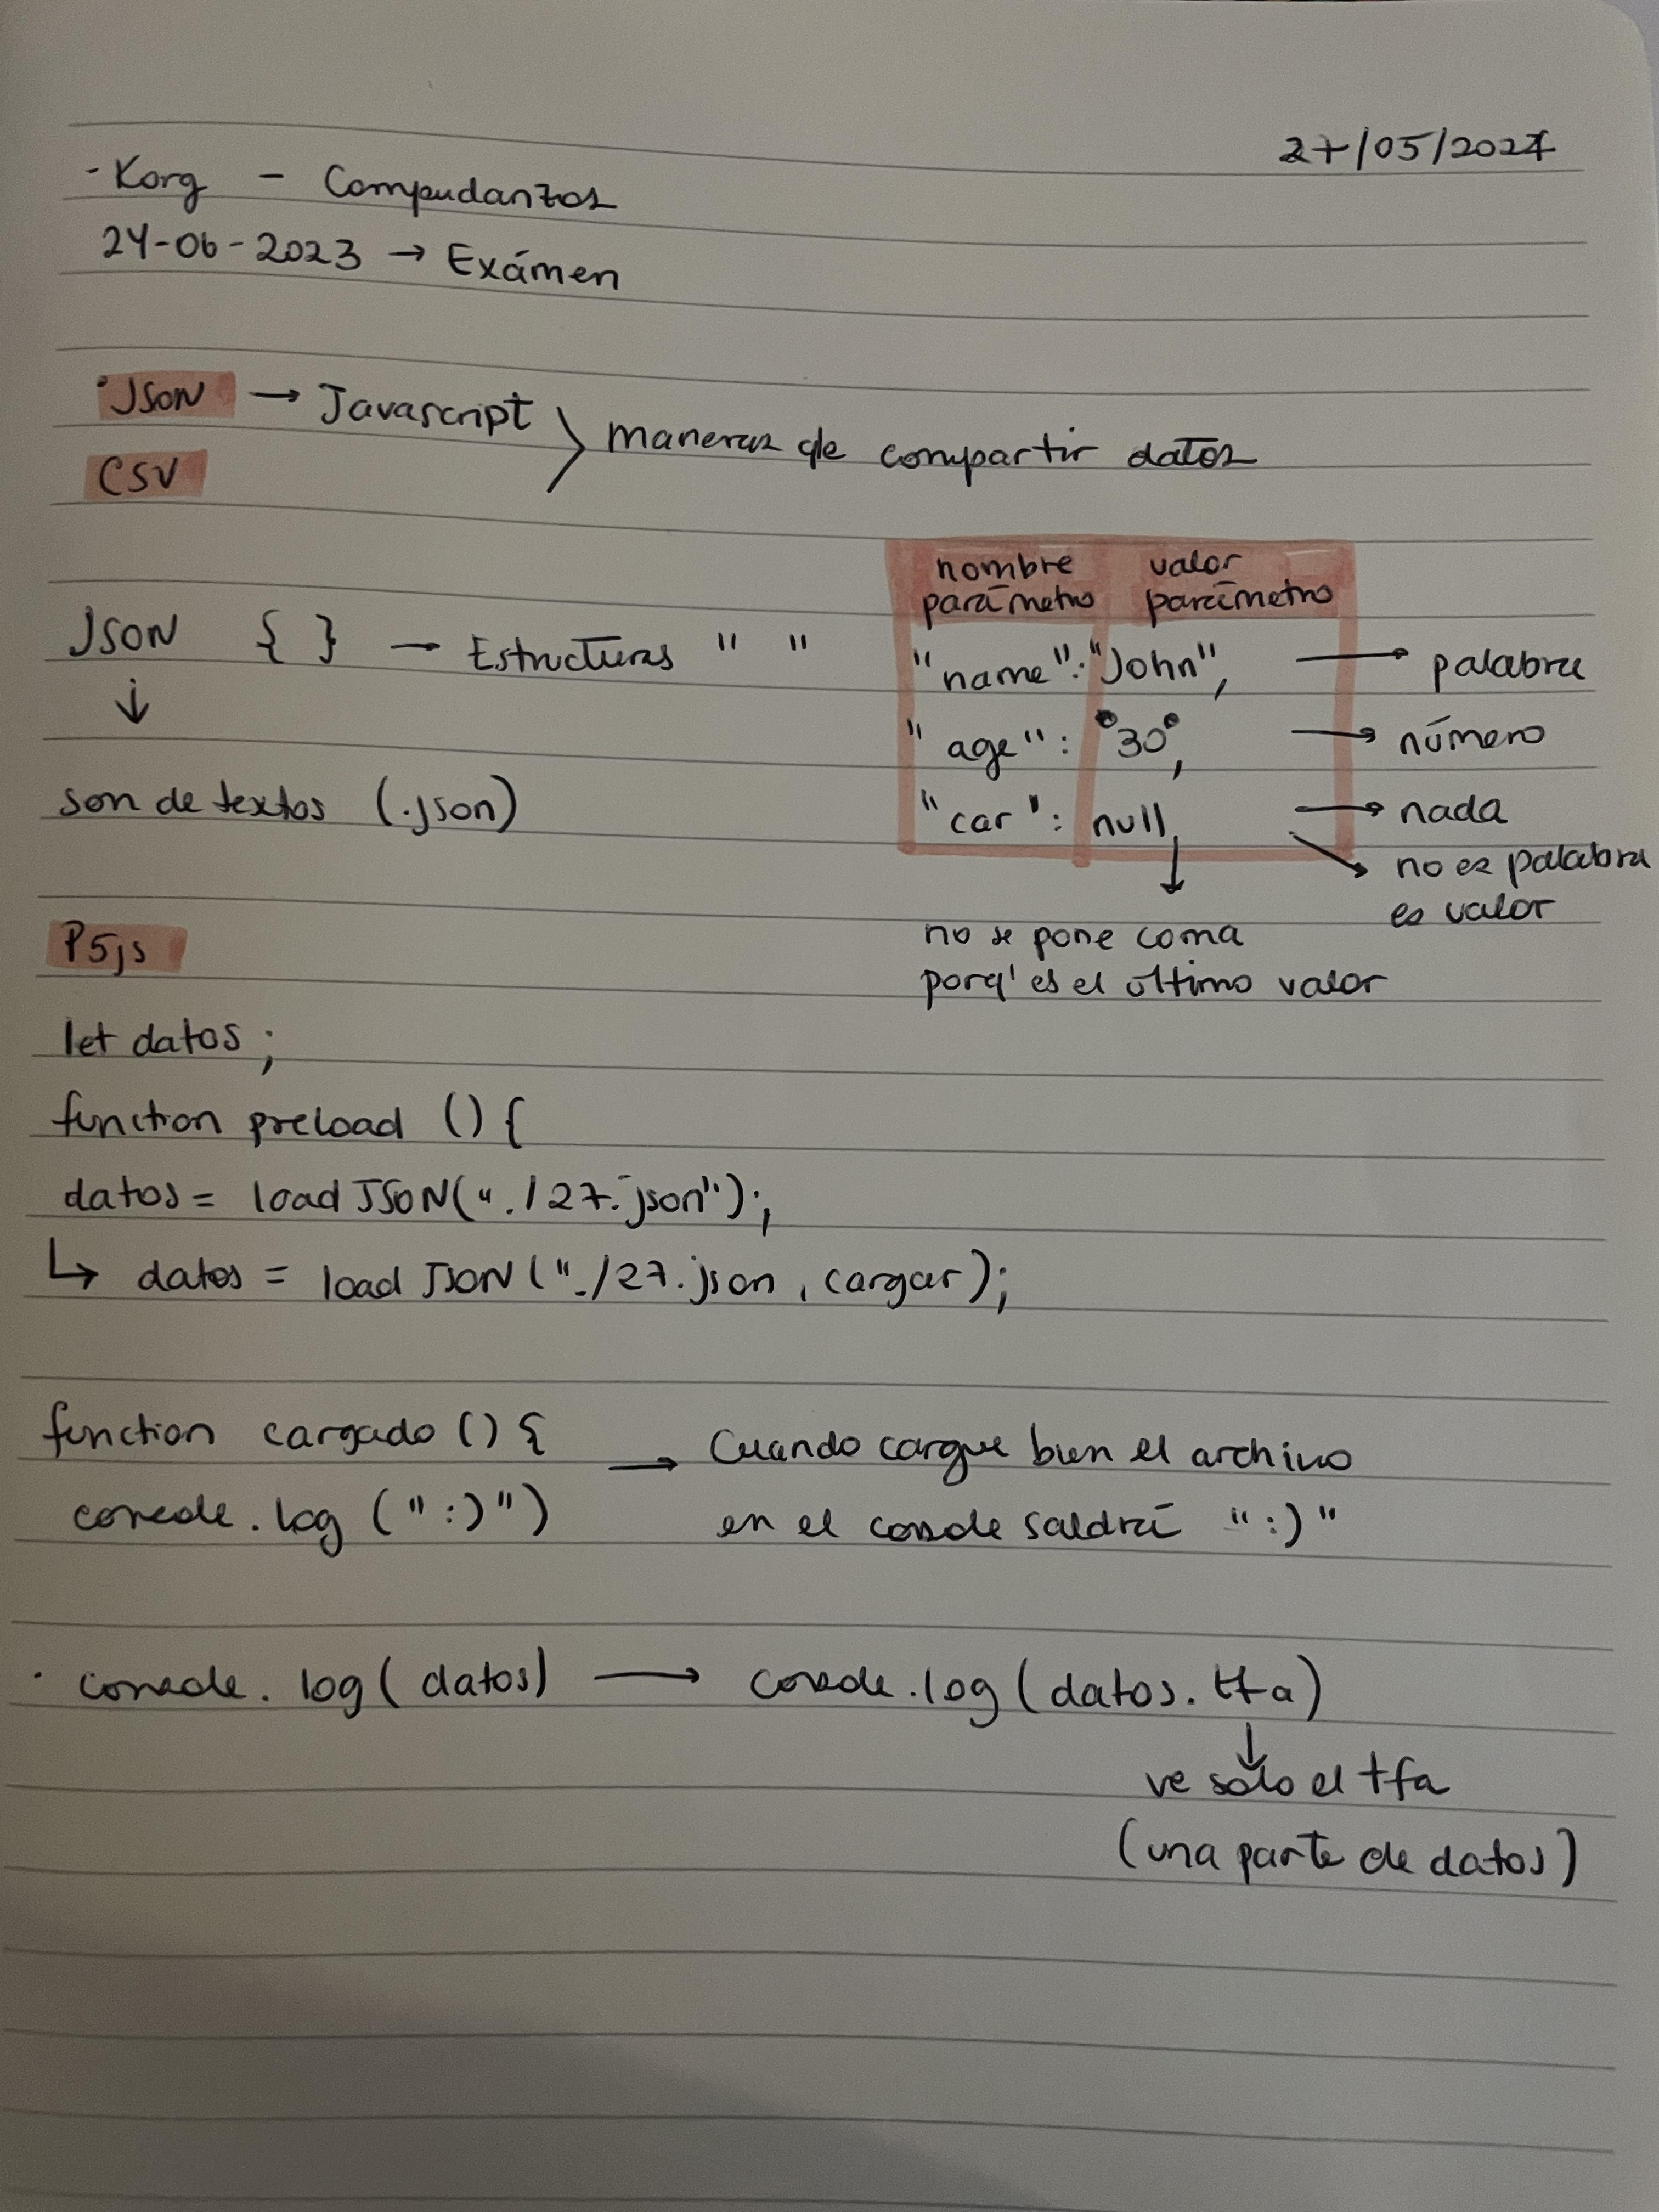 27/05/2024
- Korg - Compudanzas
24-06-2023 → Exámen
• JSON → Javascript
CSV
maneras de compartir datos
nombre parámetro valor parámetro
JSON { } → Estructuras " "
"name": "John", → palabra
"age": "30", → número
"car": null → nada
→ no es palabra
es valor
↓
no se pone coma
porq' es el último valor
↓
son de textos (.json)
P5js
let datos;
function preload () {
datos = loadJSON("./27.json");
↳ datos = loadJSON("./27.json, cargar);
function cargado () { → Cuando cargue bien el archivo
console.log (":)") en el console saldrá ":)"
• console.log( datos) → console.log (datos. tfa)
↓
ve solo el tfa
(una parte de datos)